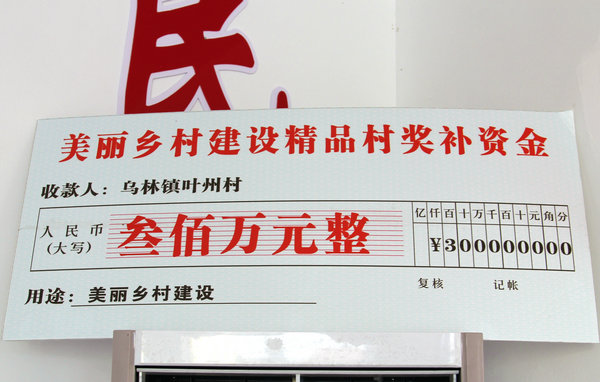 民
美丽乡村建设精品村奖补资金
收款人：乌林镇叶州村
人民币
（大写）
叁佰万元整
亿仟百十万千百十元角分
¥300000000
复核 记帐
用途：美丽乡村建设